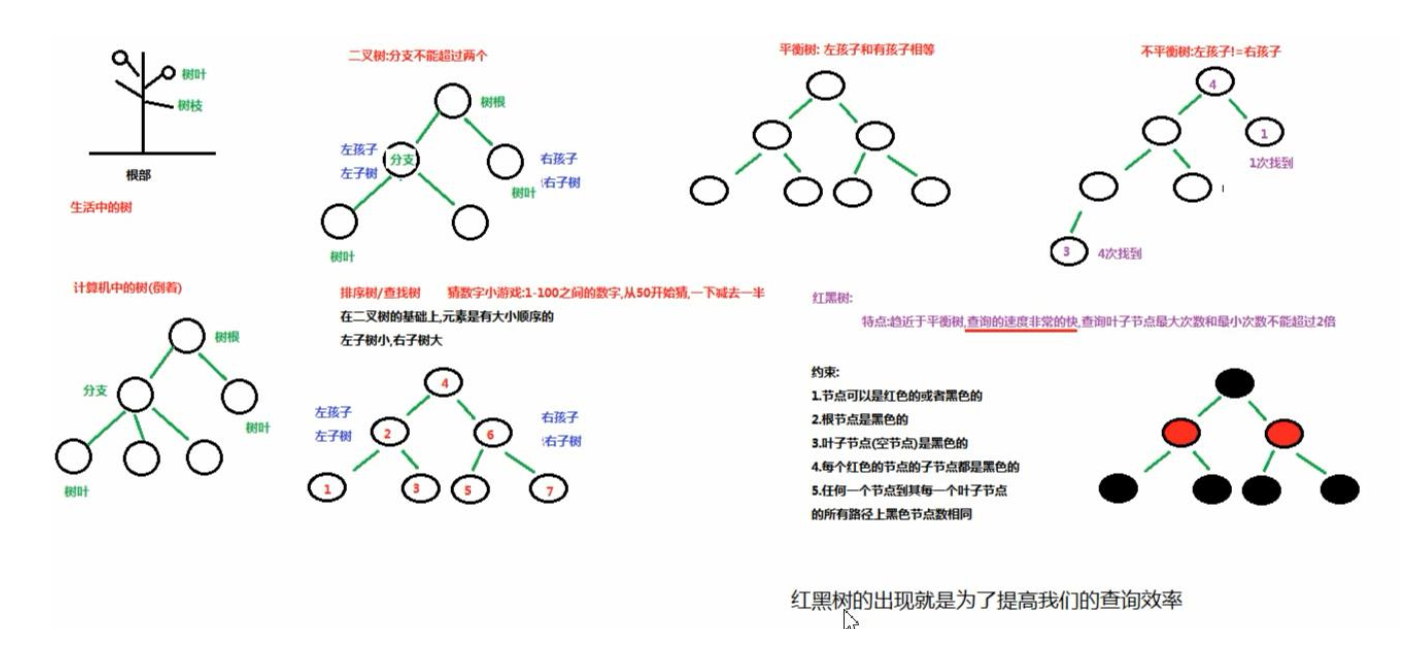 树叶
树枝
根部
生活中的树
二叉树:分支不能超过两个
树根
左孩子
左子树
分支
右孩子
右子树
树叶
树叶
平衡树: 左孩子和有孩子相等
不平衡树:左孩子!=右孩子
4
1
1次找到
3
4次找到
计算机中的树(倒着)
树根
分支
树叶
树叶
排序树/查找树 猜数字小游戏:1-100之间的数字,从50开始猜,一下减去一半
在二叉树的基础上,元素是有大小顺序的
左子树小,右子树大
4
左孩子
左子树
2
6
右孩子
右子树
1
3
5
7
红黑树:
特点:趋近于平衡树,查询的速度非常的快,查询叶子节点最大次数和最小次数不能超过2倍
约束:
1.节点可以是红色的或者黑色的
2.根节点是黑色的
3.叶子节点(空节点)是黑色的
4.每个红色的节点的子节点都是黑色的
5.任何一个节点到其每一个叶子节点
的所有路径上黑色节点数相同
红黑树的出现就是为了提高我们的查询效率